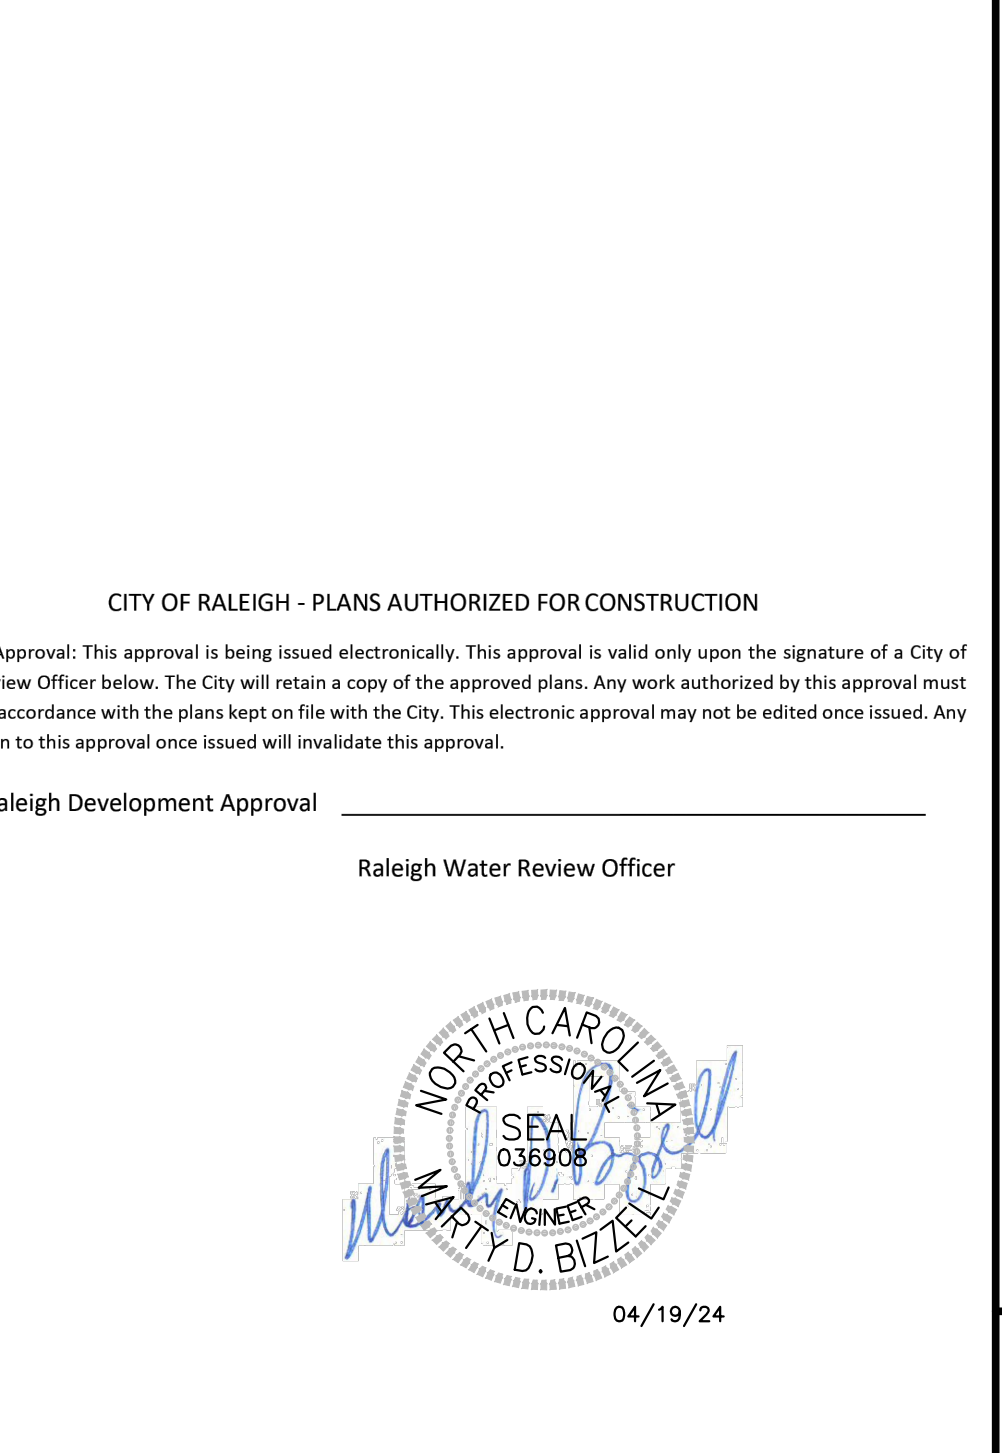 CITY OF RALEIGH - PLANS AUTHORIZED FOR CONSTRUCTION
Approval: This approval is being issued electronically. This approval is valid only upon the signature of a City of
iew Officer below. The City will retain a copy of the approved plans. Any work authorized by this approval must
accordance with the plans kept on file with the City. This electronic approval may not be edited once issued. Any
n to this approval once issued will invalidate this approval.
aleigh Development Approval
Raleigh Water Review Officer
NORTH CAROLINA
PROFESSIONAL
SEAL
036908
ENGINEER
MARTY D. BIZZELL
Marty D. Bizzell
04/19/24